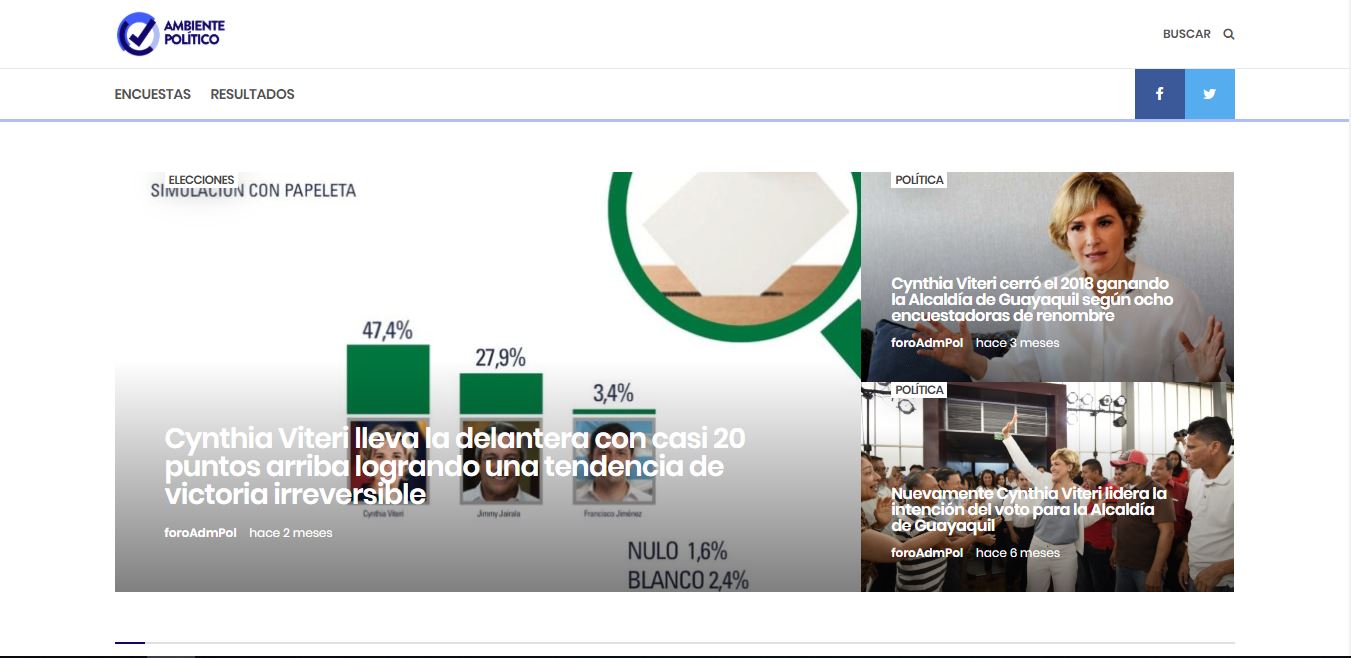 AMBIENTE
POLÍTICO
BUSCAR
ENCUESTAS RESULTADOS
ELECCIONES
SIMULACIÓN CON PAPELETA
47,4%
27,9%
3,4%
Cynthia Viteri lleva la delantera con casi 20
puntos arriba logrando una tendencia de
victoria irreversible
Cynthia Viteri
Jimmy Jairala
Francisco Jiménez
foroAdmPol hace 2 meses
NULO 1,6%
BLANCO 2,4%
POLÍTICA
Cynthia Viteri cerró el 2018 ganando
la Alcaldía de Guayaquil según ocho
encuestadoras de renombre
foroAdmPol hace 3 meses
POLÍTICA
Nuevamente Cynthia Viteri lidera la
intención del voto para la Alcaldía
de Guayaquil
foroAdmPol hace 6 meses